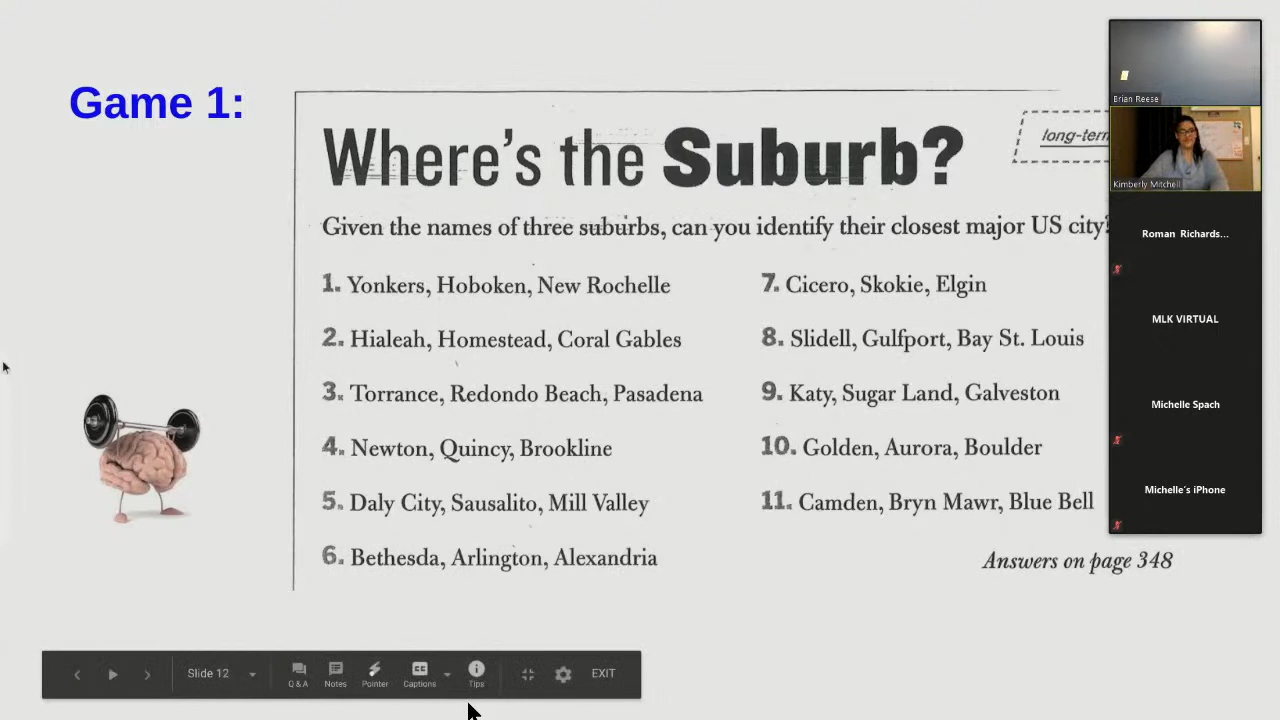 Game 1:
Where's the Suburb?
long-term
Given the names of three suburbs, can you identify their closest major US city?
1. Yonkers, Hoboken, New Rochelle
2. Hialeah, Homestead, Coral Gables
3. Torrance, Redondo Beach, Pasadena
4. Newton, Quincy, Brookline
5. Daly City, Sausalito, Mill Valley
6. Bethesda, Arlington, Alexandria
7. Cicero, Skokie, Elgin
8. Slidell, Gulfport, Bay St. Louis
9. Katy, Sugar Land, Galveston
10. Golden, Aurora, Boulder
11. Camden, Bryn Mawr, Blue Bell
Answers on page 348
Brian Reese
Kimberly Mitchell
Roman Richards...
MLK VIRTUAL
Michelle Spach
Michelle's iPhone
Slide 12
Q & A
Notes
Pointer
Captions
Tips
EXIT